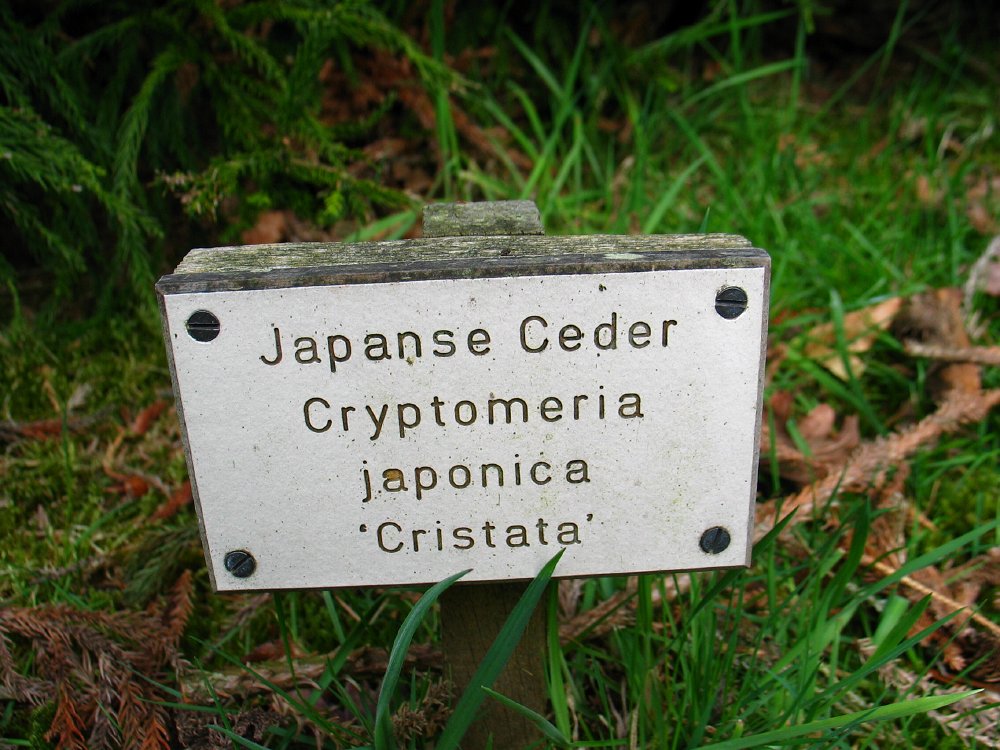 Japanse Ceder
Cryptomeria
japonica
‘Cristata’